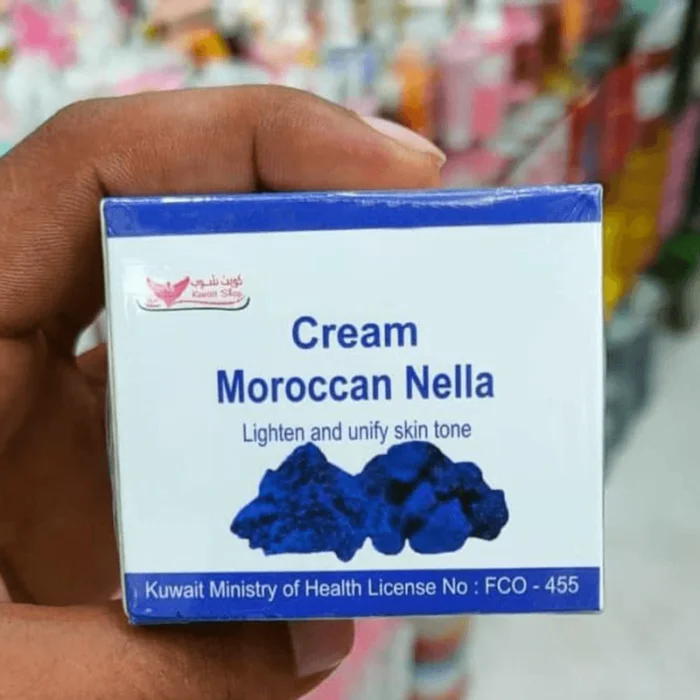 كويت شوب
Kuwait Shop
Cream
Moroccan Nella
Lighten and unify skin tone
Kuwait Ministry of Health License No : FCO - 455